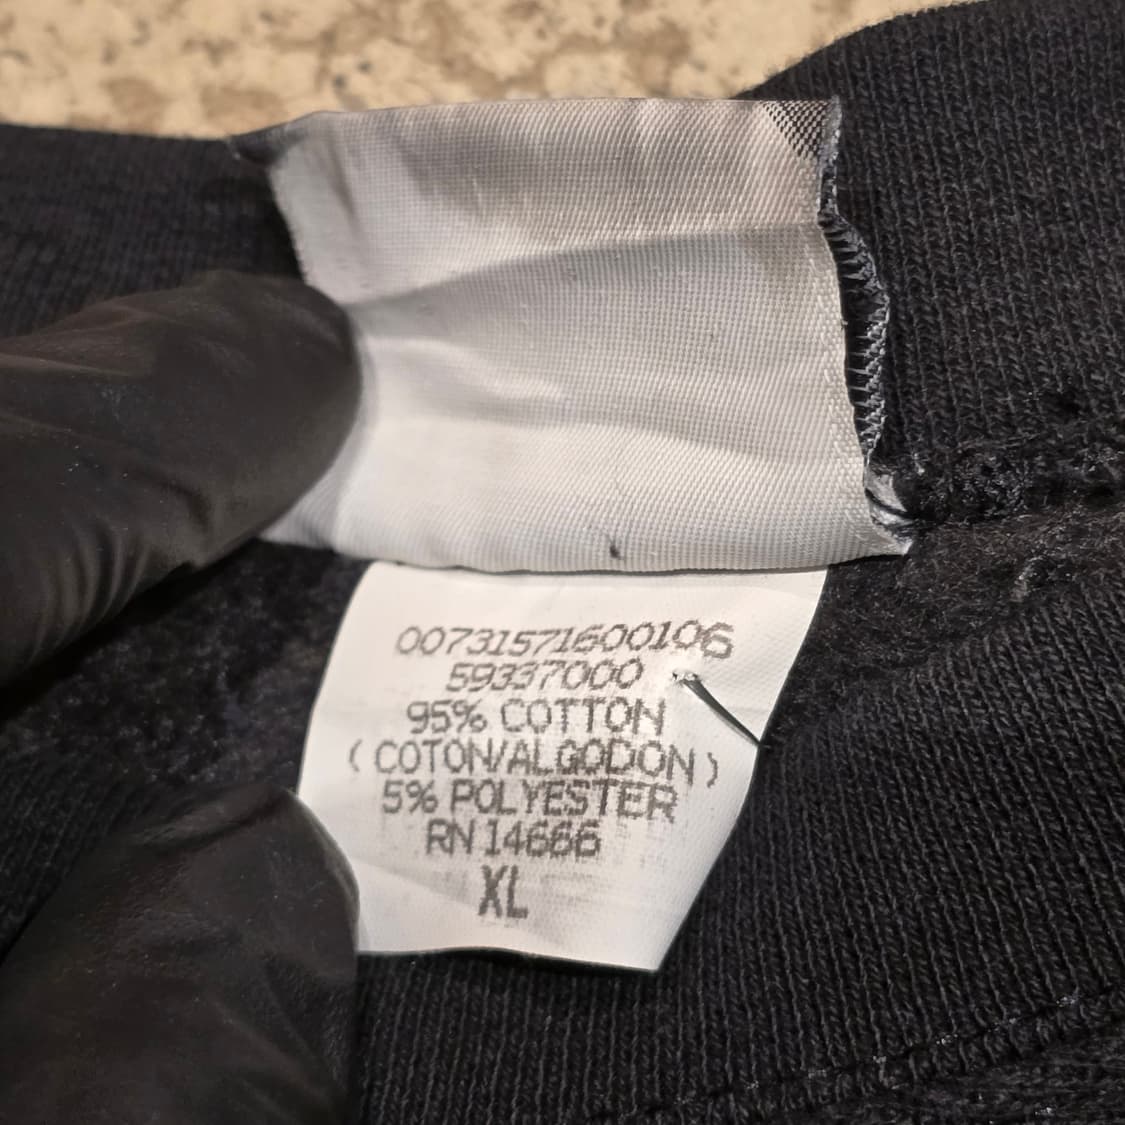 00731571600106
59337000
95% COTTON
( COTON/ALGODON )
5% POLYESTER
RN 14666
XL